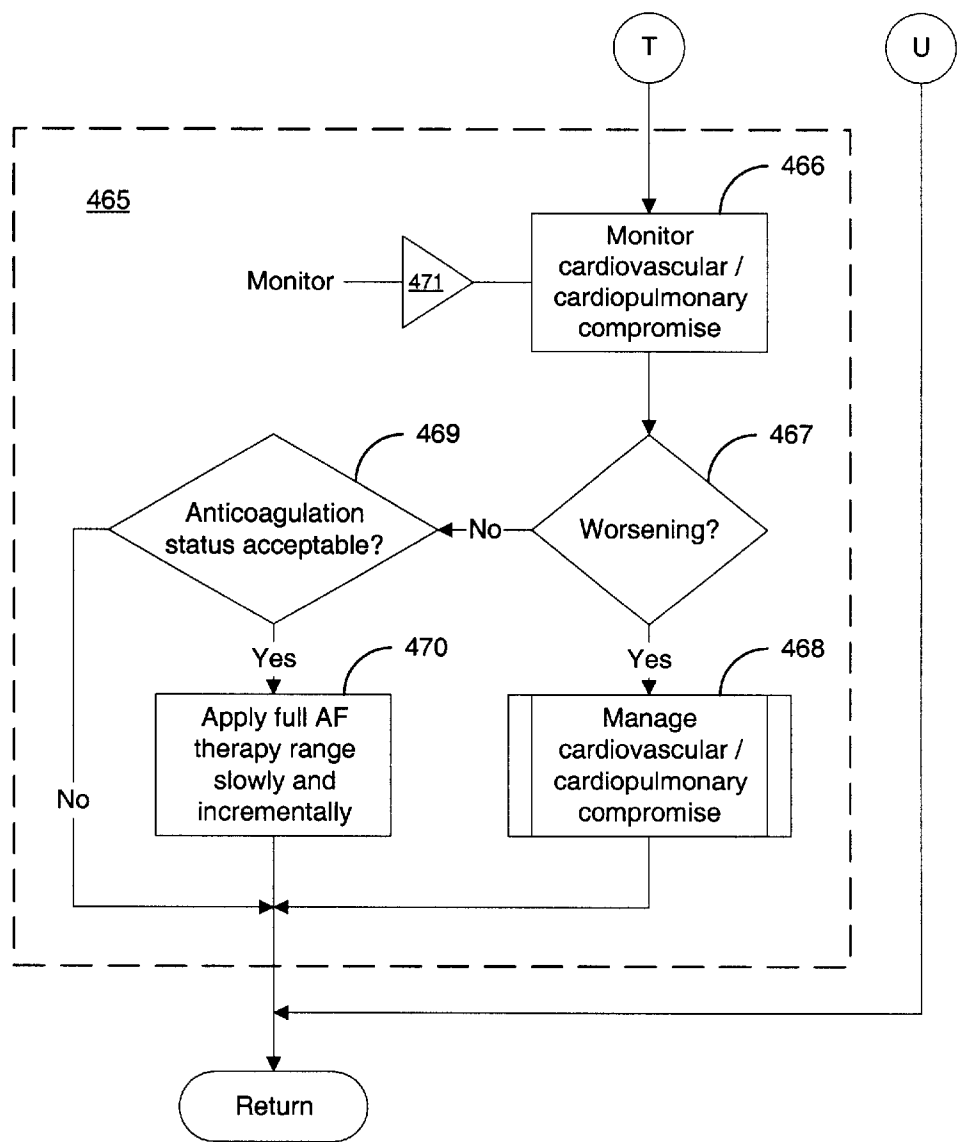 T
U
466
465
Monitor
cardiovascular /
cardiopulmonary
compromise
Monitor
471
469
467
Anticoagulation
status acceptable?
No
Worsening?
Yes
470
Yes
468
Apply full AF
therapy range
slowly and
incrementally
Manage
cardiovascular /
cardiopulmonary
compromise
No
Return